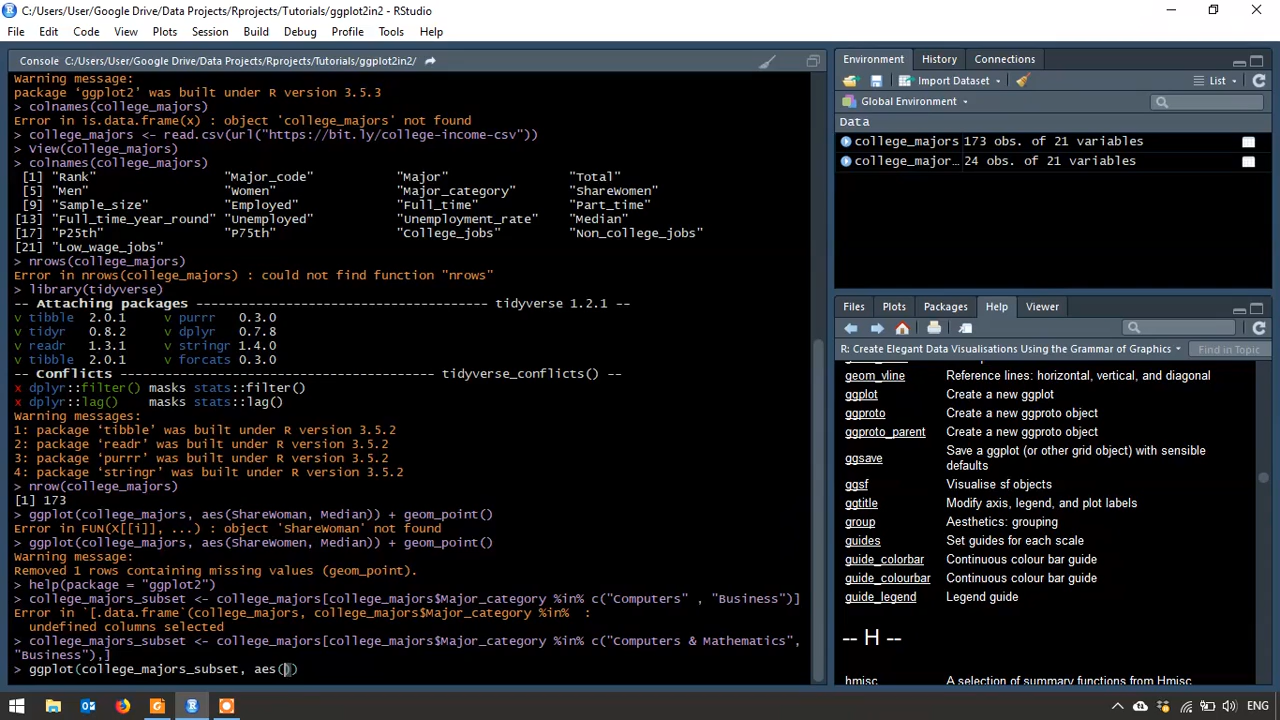 C:/Users/User/Google Drive/Data Projects/Rprojects/Tutorials/ggplot2in2 - RStudio
File Edit Code View Plots Session Build Debug Profile Tools Help
Console C:/Users/User/Google Drive/Data Projects/Rprojects/Tutorials/ggplot2in2/
Warning message:
package ‘ggplot2’ was built under R version 3.5.3
> colnames(college_majors)
Error in is.data.frame(x) : object 'college_majors' not found
> college_majors <- read.csv(url("https://bit.ly/college-income-csv"))
> View(college_majors)
> colnames(college_majors)
[1] "Rank" "Major_code" "Major" "Total"
[5] "Men" "Women" "Major_category" "ShareWomen"
[9] "Sample_size" "Employed" "Full_time" "Part_time"
[13] "Full_time_year_round" "Unemployed" "Unemployment_rate" "Median"
[17] "P25th" "P75th" "College_jobs" "Non_college_jobs"
[21] "Low_wage_jobs"
> nrows(college_majors)
Error in nrows(college_majors) : could not find function "nrows"
> library(tidyverse)
-- Attaching packages --------------------------------------- tidyverse 1.2.1 --
v tibble 2.0.1 v purrr 0.3.0
v tidyr 0.8.2 v dplyr 0.7.8
v readr 1.3.1 v stringr 1.4.0
v tibble 2.0.1 v forcats 0.3.0
-- Conflicts ------------------------------------------ tidyverse_conflicts() --
x dplyr::filter() masks stats::filter()
x dplyr::lag() masks stats::lag()
Warning messages:
1: package ‘tibble’ was built under R version 3.5.2
2: package ‘readr’ was built under R version 3.5.2
3: package ‘purrr’ was built under R version 3.5.2
4: package ‘stringr’ was built under R version 3.5.2
> nrow(college_majors)
[1] 173
> ggplot(college_majors, aes(ShareWoman, Median)) + geom_point()
Error in FUN(X[[i]], ...) : object 'ShareWoman' not found
> ggplot(college_majors, aes(ShareWomen, Median)) + geom_point()
Warning message:
Removed 1 rows containing missing values (geom_point).
> help(package = "ggplot2")
> college_majors_subset <- college_majors[college_majors$Major_category %in% c("Computers" , "Business")]
Error in `[.data.frame`(college_majors, college_majors$Major_category %in% :
undefined columns selected
> college_majors_subset <- college_majors[college_majors$Major_category %in% c("Computers & Mathematics",
"Business"),]
> ggplot(college_majors_subset, aes())
Environment History Connections
Import Dataset List
Global Environment
Data
college_majors 173 obs. of 21 variables
college_major… 24 obs. of 21 variables
Files Plots Packages Help Viewer
R: Create Elegant Data Visualisations Using the Grammar of Graphics Find in Topic
geom_vline Reference lines: horizontal, vertical, and diagonal
ggplot Create a new ggplot
ggproto Create a new ggproto object
ggproto_parent Create a new ggproto object
ggsave Save a ggplot (or other grid object) with sensible
defaults
ggsf Visualise sf objects
ggtitle Modify axis, legend, and plot labels
group Aesthetics: grouping
guides Set guides for each scale
guide_colorbar Continuous colour bar guide
guide_colourbar Continuous colour bar guide
guide_legend Legend guide
-- H --
hmisc A selection of summary functions from Hmisc
ENG